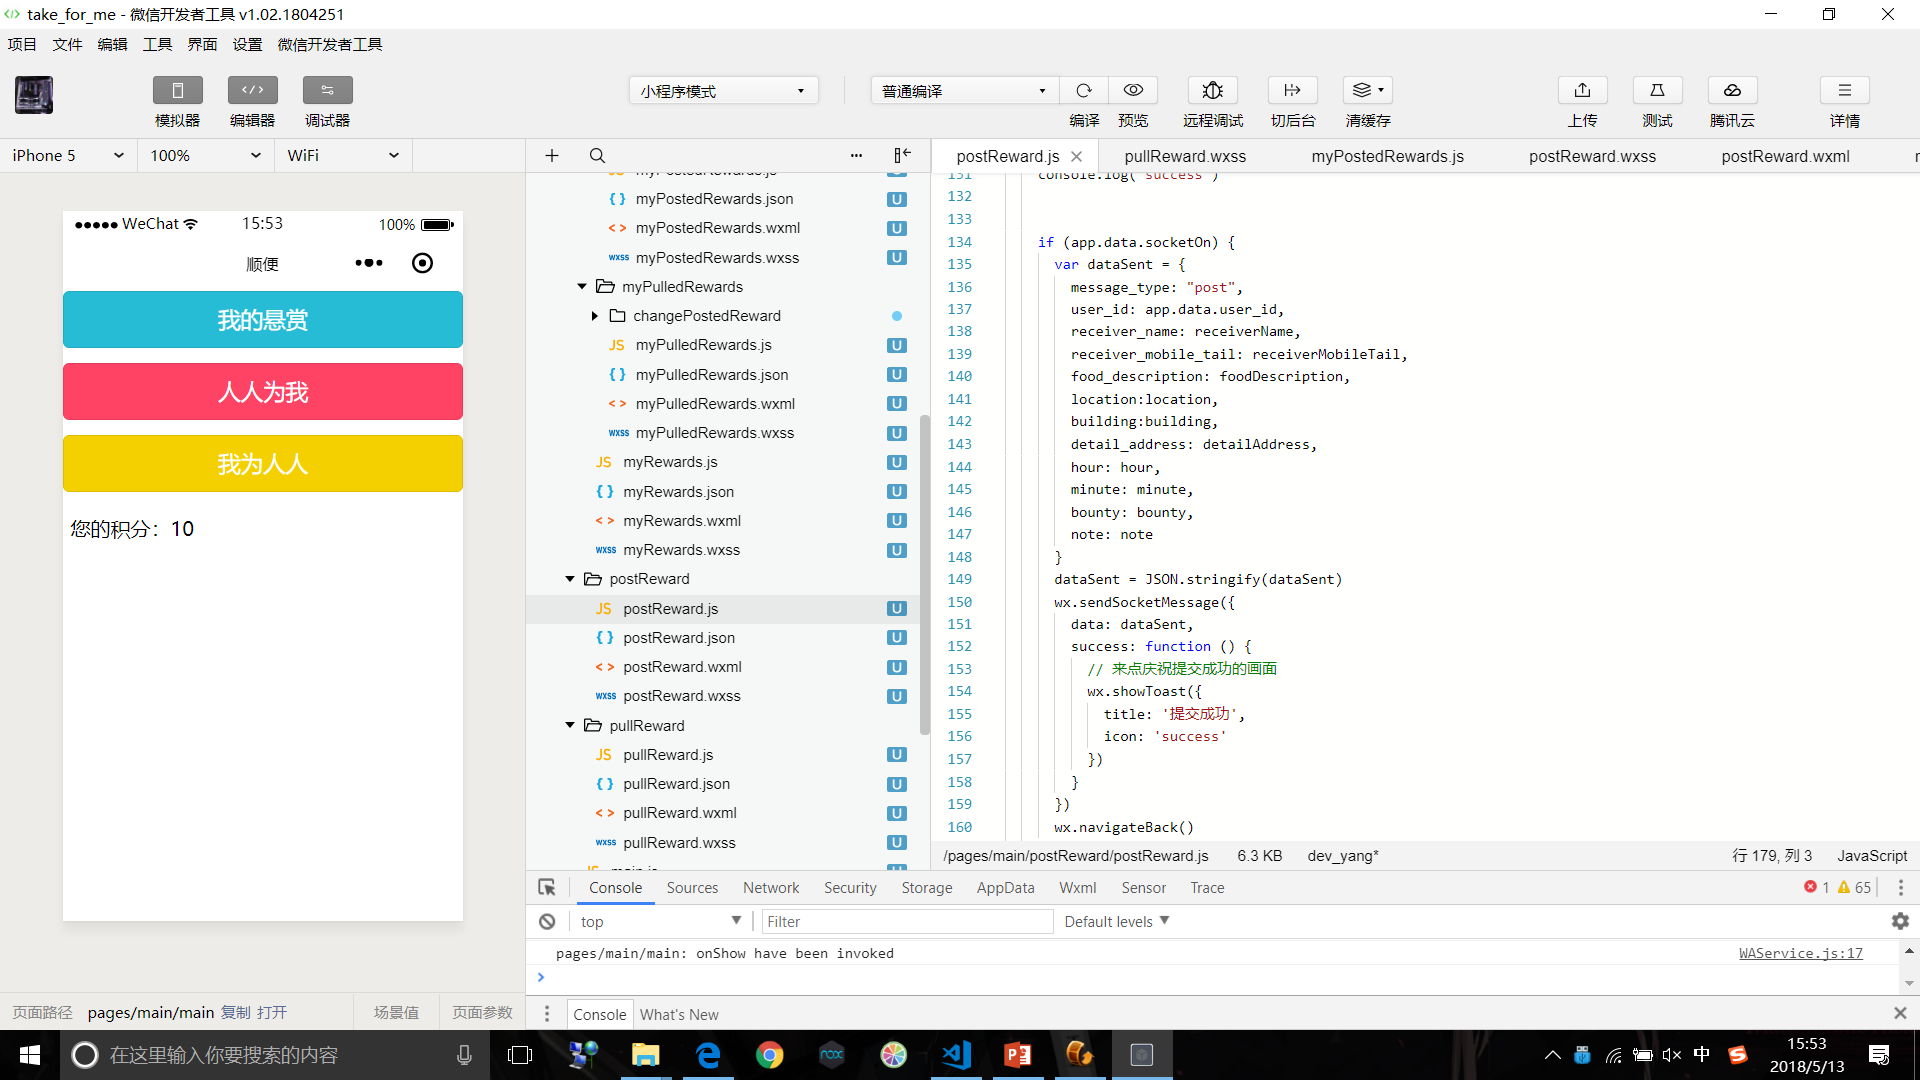 take_for_me - 微信开发者工具 v1.02.1804251
项目 文件 编辑 工具 界面 设置 微信开发者工具
模拟器 编辑器 调试器
小程序模式 普通编译
编译 预览 远程调试 切后台 清缓存
上传 测试 腾讯云 详情
iPhone 5 100% WiFi
WeChat 15:53 100%
顺便
我的悬赏
人人为我
我为人人
您的积分：10
页面路径 pages/main/main 复制 打开 场景值 页面参数
myPostedRewards.js
{ } myPostedRewards.json U
< > myPostedRewards.wxml U
wxss myPostedRewards.wxss U
myPulledRewards
changePostedReward
JS myPulledRewards.js U
{ } myPulledRewards.json U
< > myPulledRewards.wxml U
wxss myPulledRewards.wxss U
JS myRewards.js U
{ } myRewards.json U
< > myRewards.wxml U
wxss myRewards.wxss U
postReward
JS postReward.js U
{ } postReward.json U
< > postReward.wxml U
wxss postReward.wxss U
pullReward
JS pullReward.js U
{ } pullReward.json U
< > pullReward.wxml U
wxss pullReward.wxss U
main.js
postReward.js pullReward.wxss myPostedRewards.js postReward.wxss postReward.wxml
131 console.log('success')
132
133
134 if (app.data.socketOn) {
135 var dataSent = {
136 message_type: "post",
137 user_id: app.data.user_id,
138 receiver_name: receiverName,
139 receiver_mobile_tail: receiverMobileTail,
140 food_description: foodDescription,
141 location:location,
142 building:building,
143 detail_address: detailAddress,
144 hour: hour,
145 minute: minute,
146 bounty: bounty,
147 note: note
148 }
149 dataSent = JSON.stringify(dataSent)
150 wx.sendSocketMessage({
151 data: dataSent,
152 success: function () {
153 // 来点庆祝提交成功的画面
154 wx.showToast({
155 title: '提交成功',
156 icon: 'success'
157 })
158 }
159 })
160 wx.navigateBack()
/pages/main/postReward/postReward.js 6.3 KB dev_yang* 行 179, 列 3 JavaScript
Console Sources Network Security Storage AppData Wxml Sensor Trace 1 65
top Filter Default levels
pages/main/main: onShow have been invoked WAService.js:17
Console What's New
在这里输入你要搜索的内容
中
15:53
2018/5/13